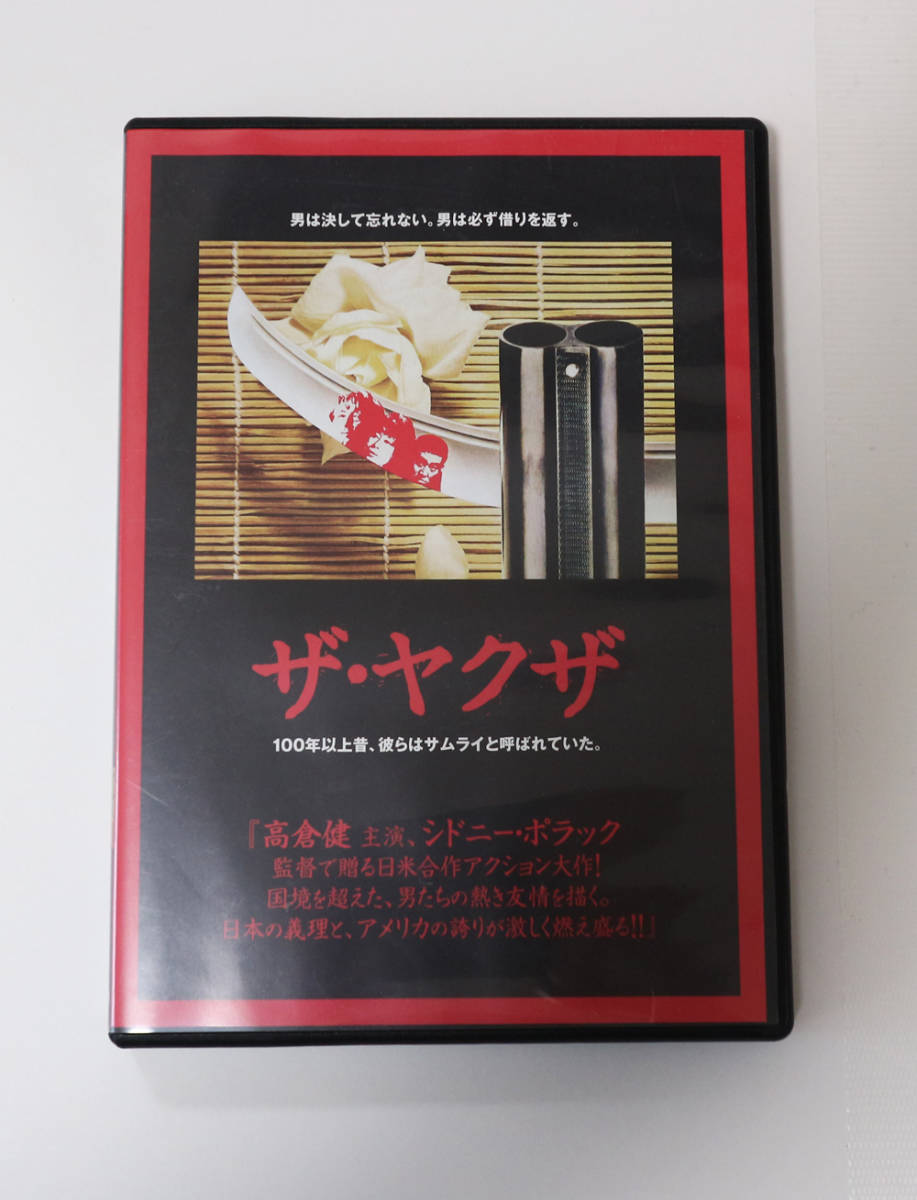 男は決して忘れない。男は必ず借りを返す。
ザ・ヤクザ
100年以上昔、彼らはサムライと呼ばれていた。
『高倉健 主演、シドニー・ポラック
監督で贈る日米合作アクション大作!
国境を超えた、男たちの熱き友情を描く。
日本の義理と、アメリカの誇りが激しく燃え盛る!!』